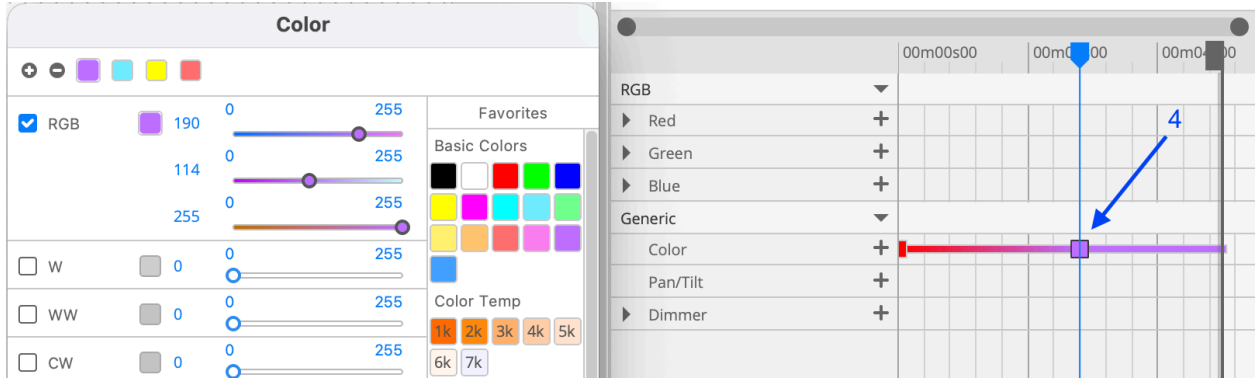 Color
RGB
190
0
255
114
0
255
255
0
255
W
0
0
255
WW
0
0
255
CW
0
0
255
Favorites
Basic Colors
Color Temp
1k 2k 3k 4k 5k
6k 7k
00m00s00
RGB
Red
Green
Blue
Generic
Color
Pan/Tilt
Dimmer
4